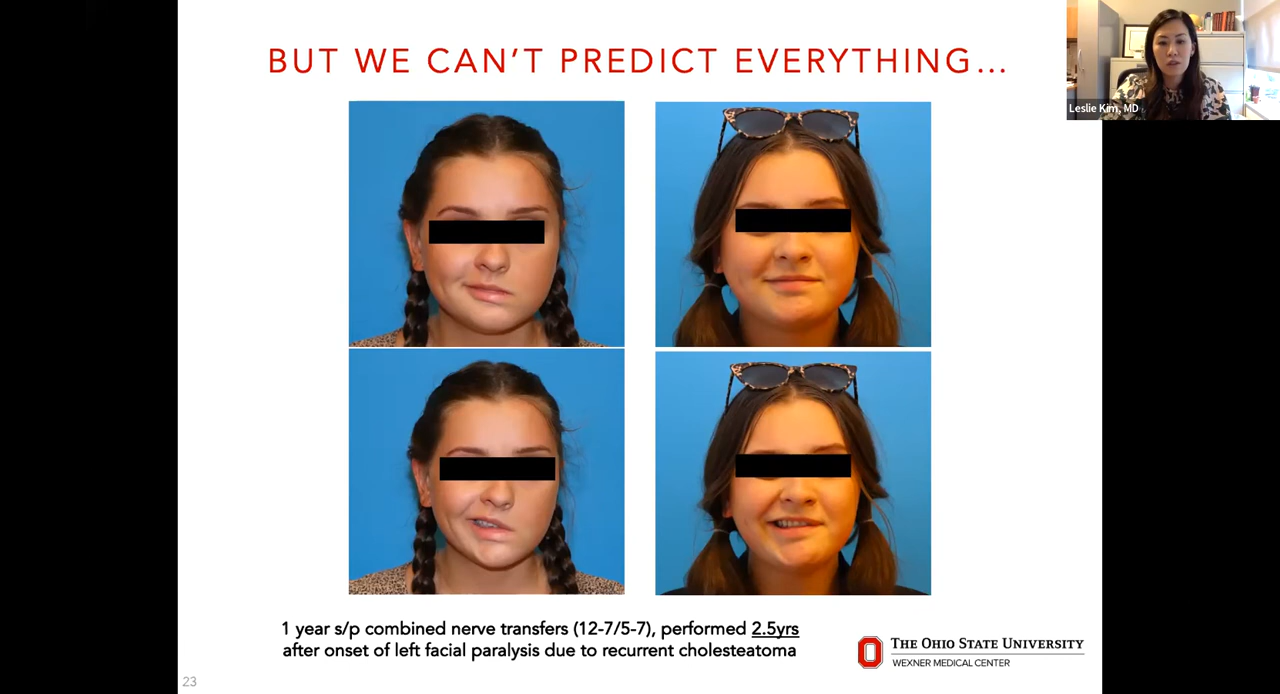 BUT WE CAN'T PREDICT EVERYTHING...
Leslie Kim, MD
1 year s/p combined nerve transfers (12-7/5-7), performed 2.5yrs
after onset of left facial paralysis due to recurrent cholesteatoma
THE OHIO STATE UNIVERSITY
WEXNER MEDICAL CENTER
23